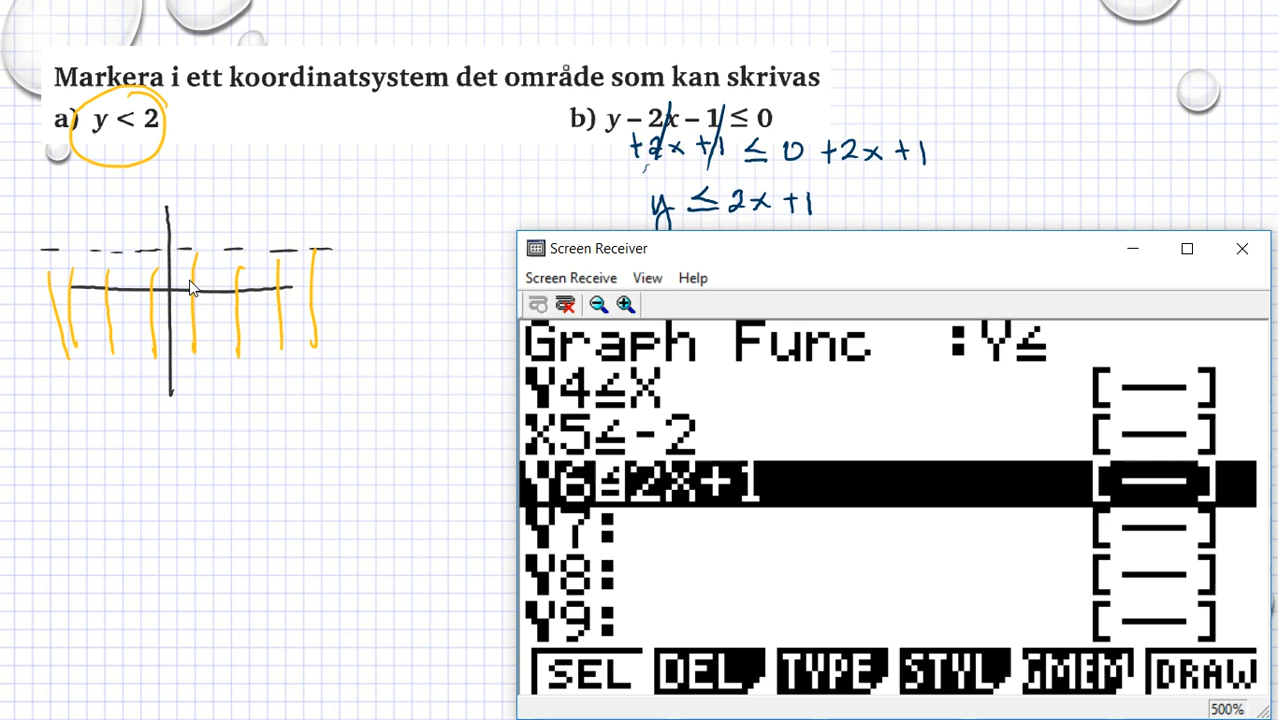 Markera i ett koordinatsystem det område som kan skrivas
a) y < 2
b) y − 2x − 1 ≤ 0
+2x +1 ≤ 0 +2x +1
y ≤ 2x +1
Screen Receiver
Screen Receive View Help
Graph Func :Y≤
Y4≤X [—]
X5≤-2 [—]
Y6≤2X+1 [—]
Y7: [—]
Y8: [—]
Y9: [—]
SEL DEL TYPE STYL GMEM DRAW
500%